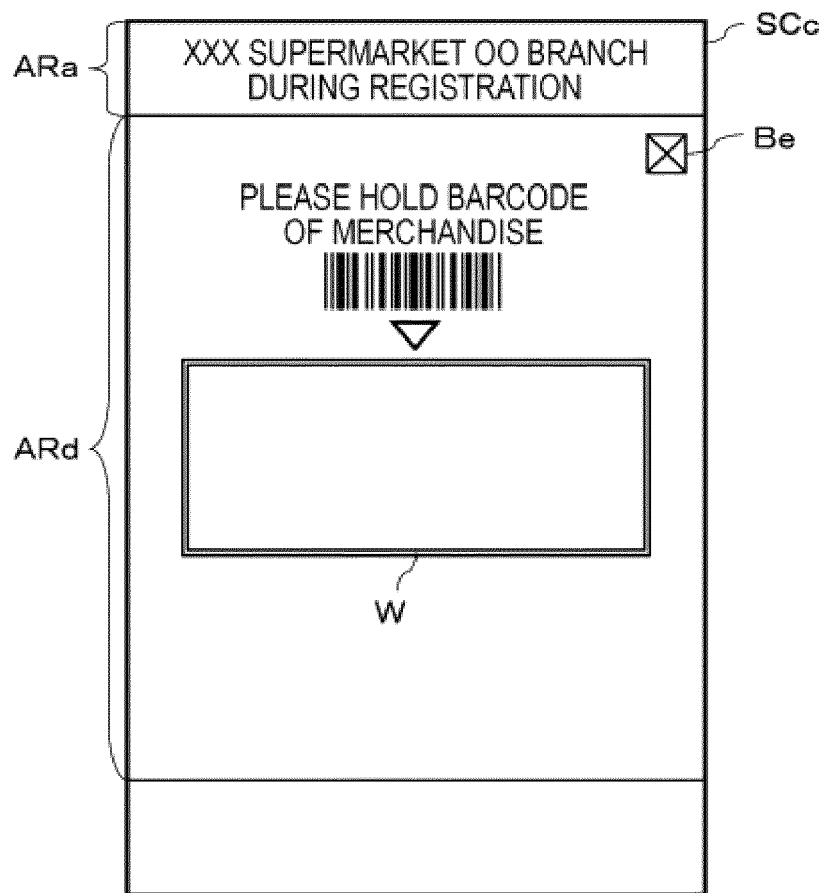 SCc
ARa
XXX SUPERMARKET OO BRANCH
DURING REGISTRATION
Be
PLEASE HOLD BARCODE
OF MERCHANDISE
ARd
W